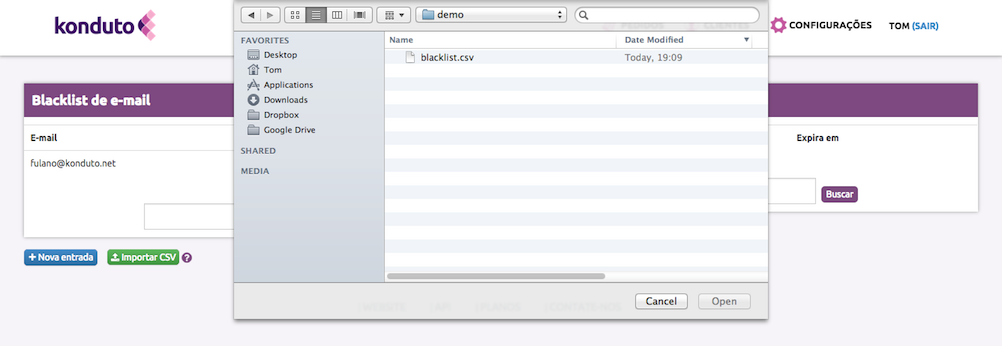 konduto
demo
PEDIDOS
CLIENTES
CONFIGURAÇÕES
TOM (SAIR)
FAVORITES
Desktop
Tom
Applications
Downloads
Dropbox
Google Drive
SHARED
MEDIA
Name
Date Modified
blacklist.csv
Today, 19:09
Blacklist de e-mail
E-mail
Expira em
fulano@konduto.net
Buscar
+ Nova entrada
Importar CSV
?
Cancel
Open